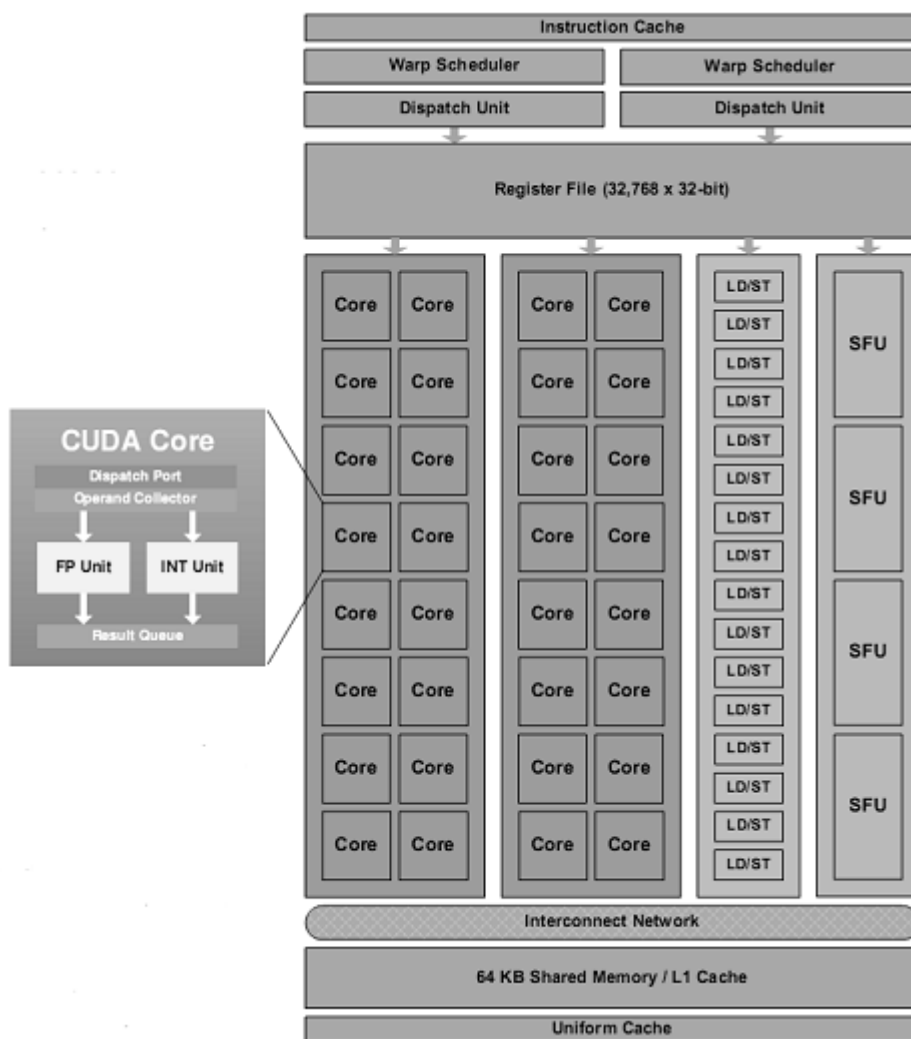 Instruction Cache
Warp Scheduler Warp Scheduler
Dispatch Unit Dispatch Unit
Register File (32,768 x 32-bit)
Core Core Core Core LD/ST
LD/ST
SFU
Core Core Core Core LD/ST
LD/ST
CUDA Core
Dispatch Port
Operand Collector
FP Unit INT Unit
Result Queue
Core Core Core Core LD/ST
LD/ST
SFU
Core Core Core Core LD/ST
LD/ST
Core Core Core Core LD/ST
LD/ST
SFU
Core Core Core Core LD/ST
LD/ST
Core Core Core Core LD/ST
LD/ST
SFU
Core Core Core Core LD/ST
LD/ST
Interconnect Network
64 KB Shared Memory / L1 Cache
Uniform Cache